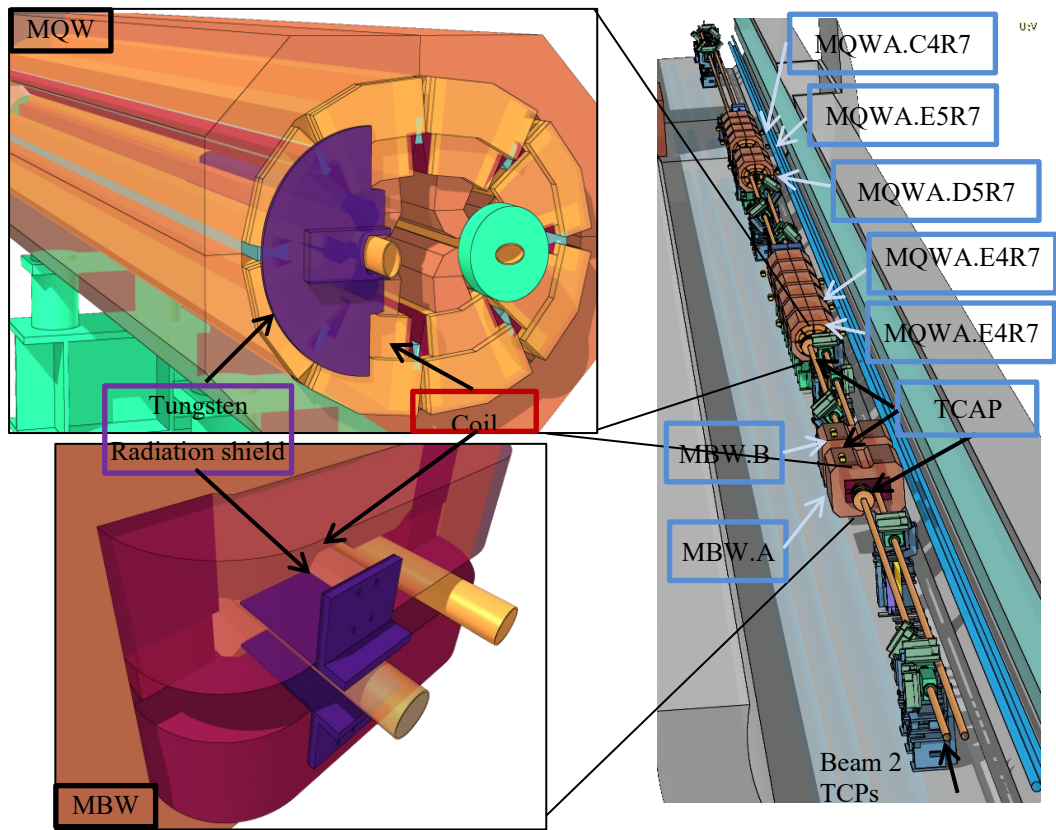 MQW
U:V
MQWA.C4R7
MQWA.E5R7
MQWA.D5R7
MQWA.E4R7
MQWA.E4R7
Tungsten
Radiation shield
Coil
TCAP
MBW.B
MBW.A
MBW
Beam 2
TCPs